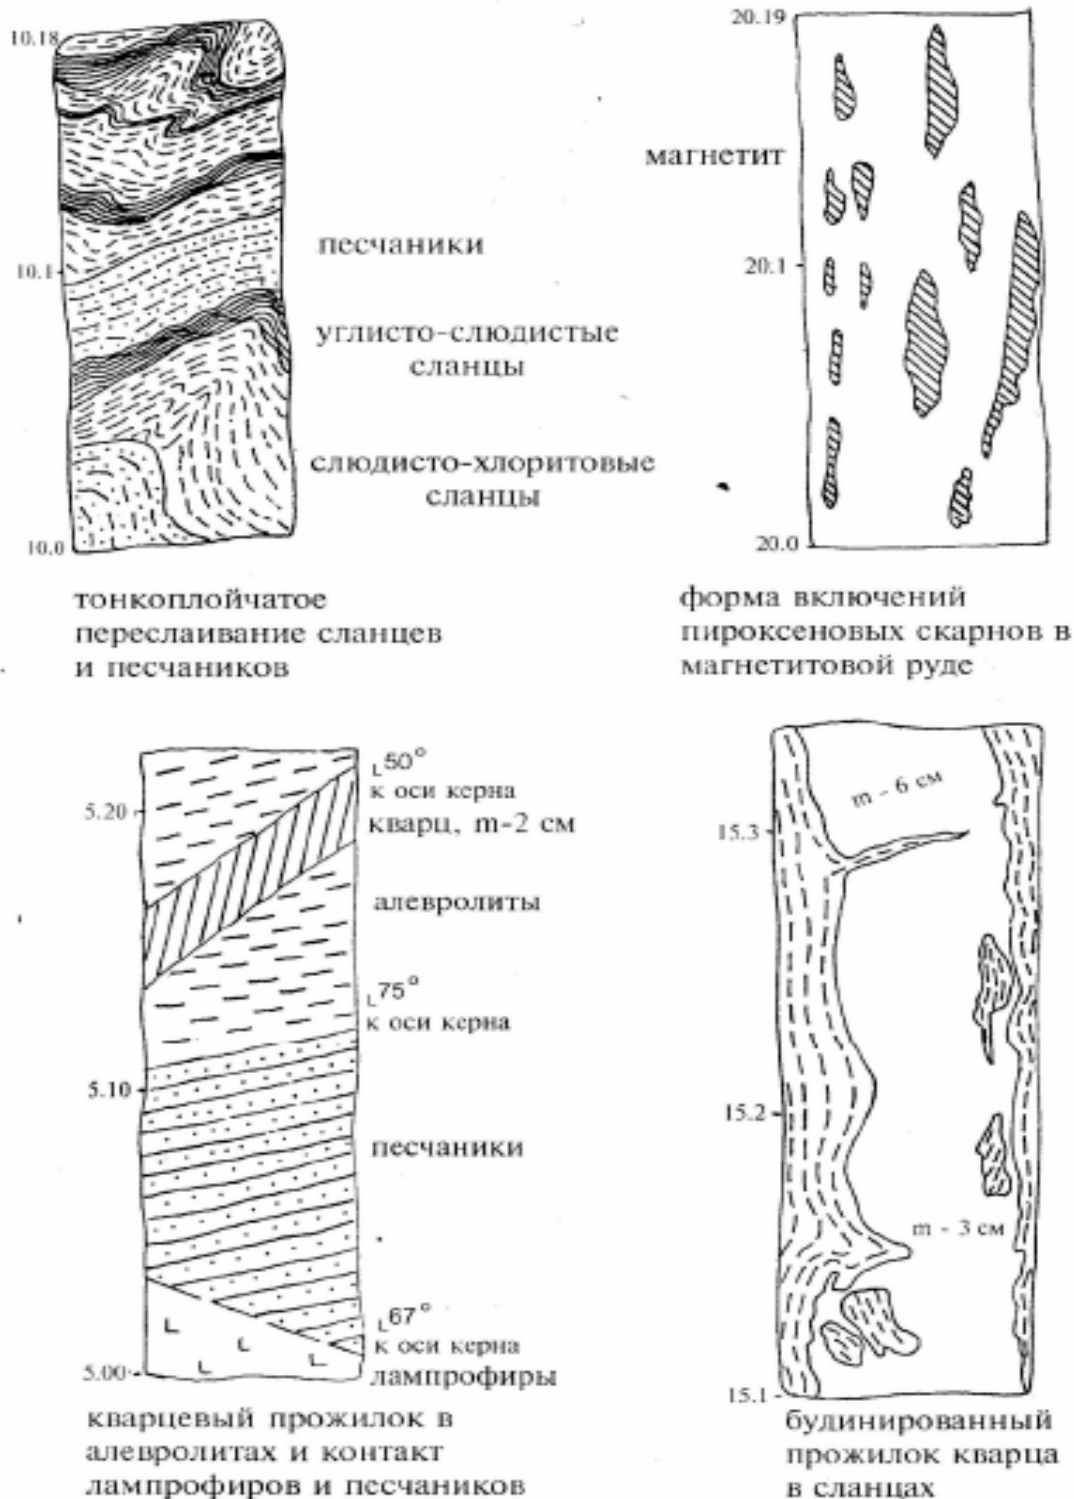 10.18
10.1
10.0
песчаники
углисто-слюдистые
сланцы
слюдисто-хлоритовые
сланцы
тонкоплойчатое
переслаивание сланцев
и песчаников
20.19
магнетит
20.1
20.0
форма включений
пироксеновых скарнов в
магнетитовой руде
5.20
5.10
5.00
L50°
к оси керна
кварц, m-2 см
алевролиты
L75°
к оси керна
песчаники
L67°
к оси керна
лампрофиры
L
L
L
L
кварцевый прожилок в
алевролитах и контакт
лампрофиров и песчаников
m - 6 см
15.3
15.2
m - 3 см
15.1
будинированный
прожилок кварца
в сланцах